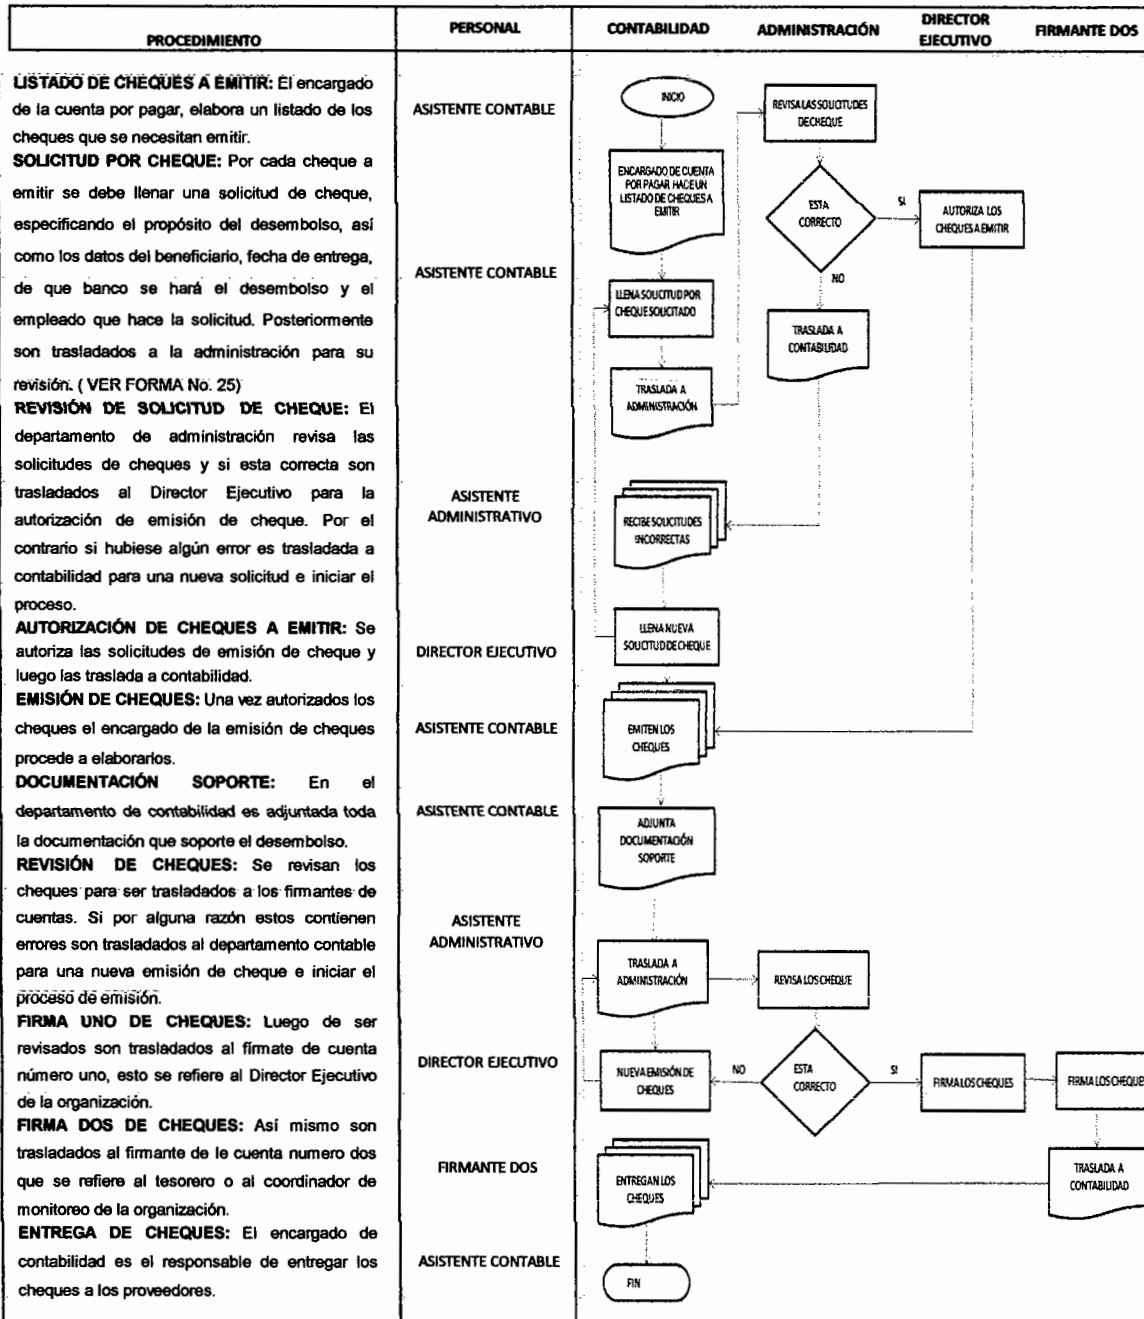 PROCEDIMIENTO
PERSONAL
CONTABILIDAD
ADMINISTRACIÓN
DIRECTOR
EJECUTIVO
FIRMANTE DOS
LISTADO DE CHEQUES A EMITIR: El encargado
de la cuenta por pagar, elabora un listado de los
cheques que se necesitan emitir.
SOLICITUD POR CHEQUE: Por cada cheque a
emitir se debe llenar una solicitud de cheque,
especificando el propósito del desembolso, así
como los datos del beneficiario, fecha de entrega,
de que banco se hará el desembolso y el
empleado que hace la solicitud. Posteriormente
son trasladados a la administración para su
revisión. ( VER FORMA No. 25)
REVISIÓN DE SOLICITUD DE CHEQUE: El
departamento de administración revisa las
solicitudes de cheques y si esta correcta son
trasladados al Director Ejecutivo para la
autorización de emisión de cheque. Por el
contrario si hubiese algún error es trasladada a
contabilidad para una nueva solicitud e iniciar el
proceso.
AUTORIZACIÓN DE CHEQUES A EMITIR: Se
autoriza las solicitudes de emisión de cheque y
luego las traslada a contabilidad.
EMISIÓN DE CHEQUES: Una vez autorizados los
cheques el encargado de la emisión de cheques
procede a elaborarlos.
DOCUMENTACIÓN SOPORTE: En el
departamento de contabilidad es adjuntada toda
la documentación que soporte el desembolso.
REVISIÓN DE CHEQUES: Se revisan los
cheques para ser trasladados a los firmantes de
cuentas. Si por alguna razón estos contienen
errores son trasladados al departamento contable
para una nueva emisión de cheque e iniciar el
proceso de emisión.
FIRMA UNO DE CHEQUES: Luego de ser
revisados son trasladados al firmate de cuenta
número uno, esto se refiere al Director Ejecutivo
de la organización.
FIRMA DOS DE CHEQUES: Así mismo son
trasladados al firmante de le cuenta numero dos
que se refiere al tesorero o al coordinador de
monitoreo de la organización.
ENTREGA DE CHEQUES: El encargado de
contabilidad es el responsable de entregar los
cheques a los proveedores.
ASISTENTE CONTABLE
ASISTENTE CONTABLE
ASISTENTE
ADMINISTRATIVO
DIRECTOR EJECUTIVO
ASISTENTE CONTABLE
ASISTENTE CONTABLE
ASISTENTE
ADMINISTRATIVO
DIRECTOR EJECUTIVO
FIRMANTE DOS
ASISTENTE CONTABLE
INICIO
ENCARGADO DE CUENTA
POR PAGAR HACE UN
LISTADO DE CHEQUES A
EMITIR
LLENA SOLICITUD POR
CHEQUE SOLICITADO
TRASLADA A
ADMINISTRACIÓN
REVISA LAS SOLICITUDES
DE CHEQUE
ESTA
CORRECTO
SI
AUTORIZA LOS
CHEQUES A EMITIR
NO
TRASLADA A
CONTABILIDAD
RECIBE SOLICITUDES
INCORRECTAS
LLENA NUEVA
SOLICITUD DE CHEQUE
EMITEN LOS
CHEQUES
ADJUNTA
DOCUMENTACIÓN
SOPORTE
TRASLADA A
ADMINISTRACIÓN
REVISA LOS CHEQUE
NUEVA EMISIÓN DE
CHEQUES
NO
ESTA
CORRECTO
SI
FIRMA LOS CHEQUES
FIRMA LOS CHEQUE
TRASLADA A
CONTABILIDAD
ENTREGAN LOS
CHEQUES
FIN